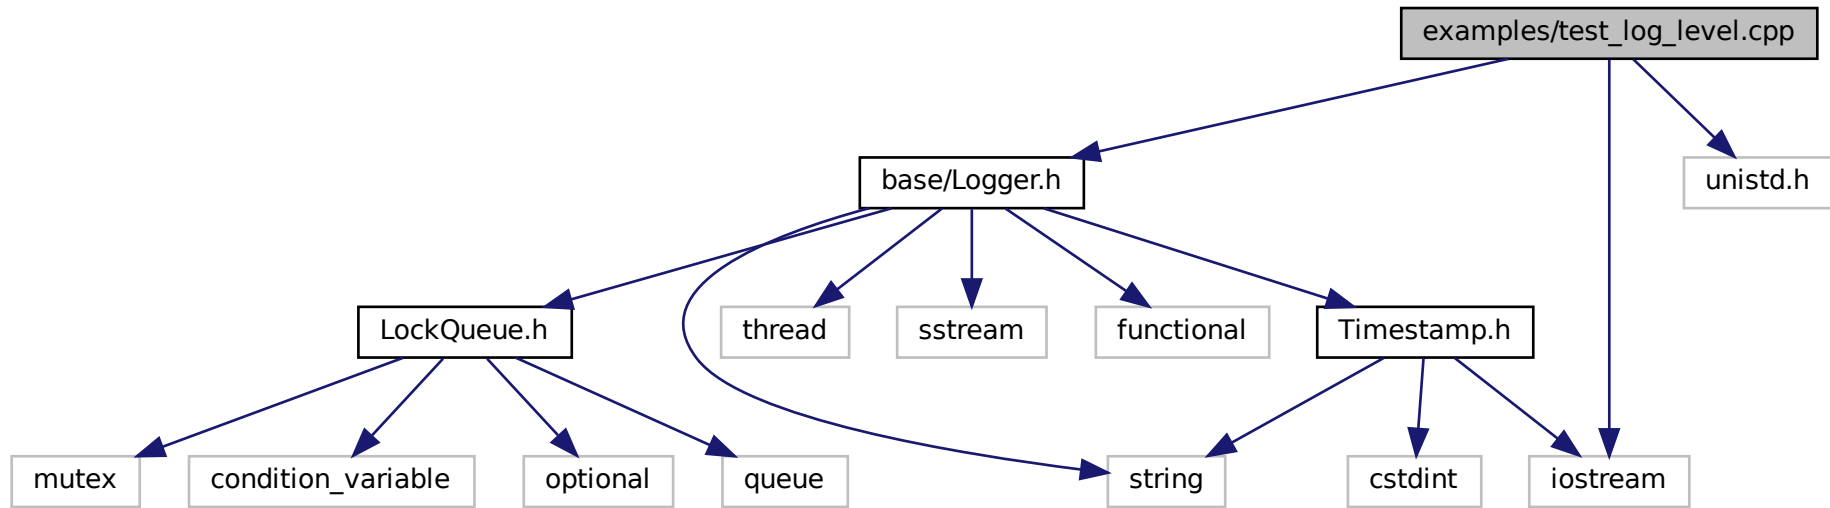 examples/test_log_level.cpp
base/Logger.h
unistd.h
LockQueue.h
thread
sstream
functional
Timestamp.h
mutex
condition_variable
optional
queue
string
cstdint
iostream